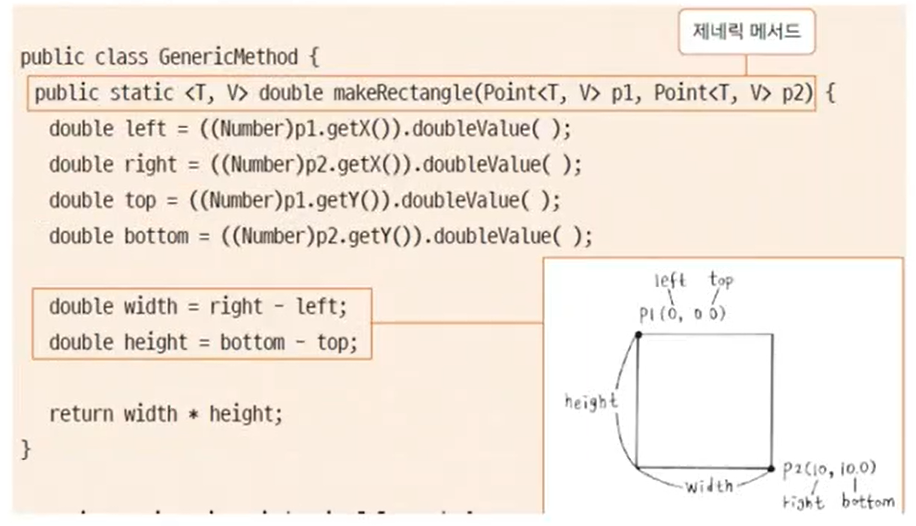 제네릭 메서드
public class GenericMethod {
public static <T, V> double makeRectangle(Point<T, V> p1, Point<T, V> p2) {
double left = ((Number)p1.getX()).doubleValue( );
double right = ((Number)p2.getX()).doubleValue( );
double top = ((Number)p1.getY()).doubleValue( );
double bottom = ((Number)p2.getY()).doubleValue( );
double width = right - left;
double height = bottom - top;
return width * height;
}
left top
P1(0, 0.0)
height
width
P2(10, 10.0)
right bottom